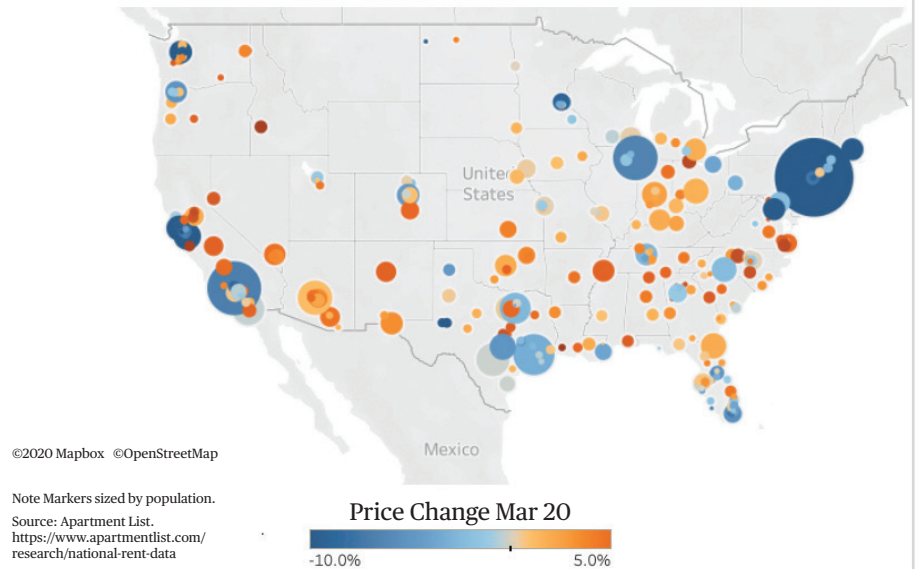 United
States
Mexico
©2020 Mapbox ©OpenStreetMap
Note Markers sized by population.
Source: Apartment List.
https://www.apartmentlist.com/
research/national-rent-data
Price Change Mar 20
-10.0%
5.0%